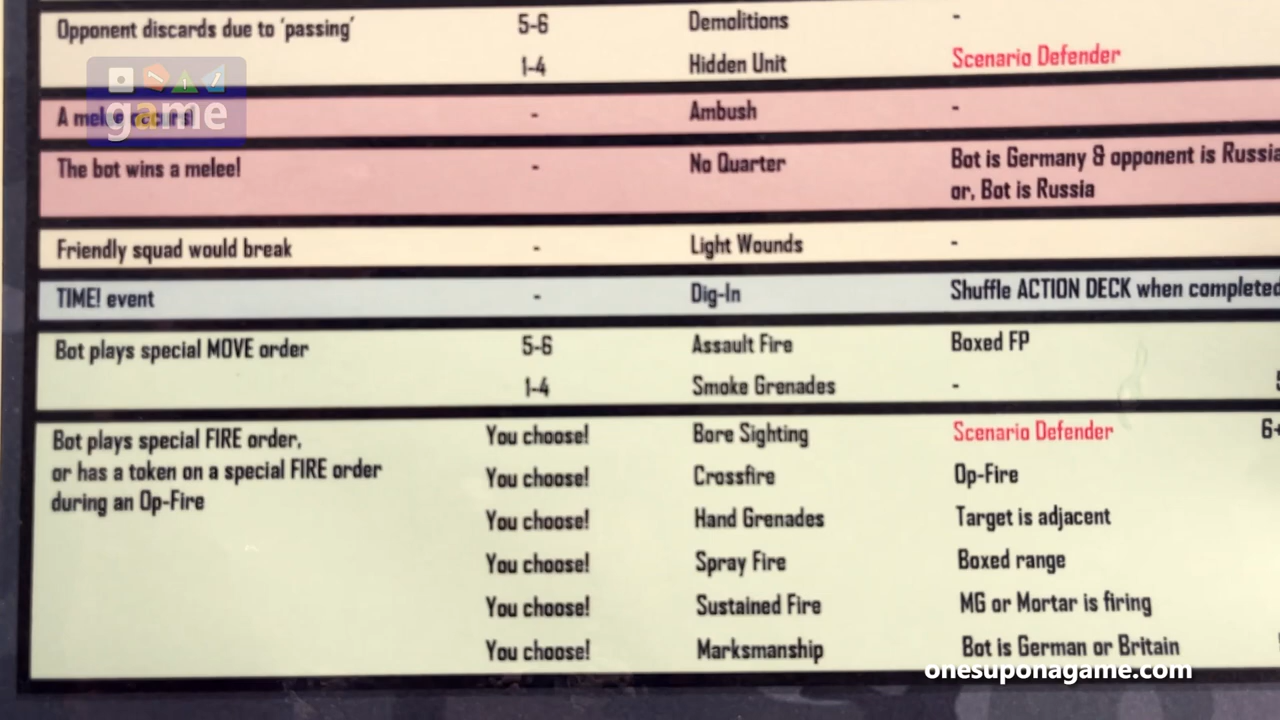 Opponent discards due to 'passing' 5-6 Demolitions -
1-4 Hidden Unit Scenario Defender
game
A melee occurs! - Ambush -
The bot wins a melee! - No Quarter Bot is Germany & opponent is Russia
or, Bot is Russia
Friendly squad would break - Light Wounds -
TIME! event - Dig-In Shuffle ACTION DECK when completed
Bot plays special MOVE order 5-6 Assault Fire Boxed FP
1-4 Smoke Grenades -
Bot plays special FIRE order, You choose! Bore Sighting Scenario Defender 6+
or has a token on a special FIRE order You choose! Crossfire Op-Fire
during an Op-Fire You choose! Hand Grenades Target is adjacent
You choose! Spray Fire Boxed range
You choose! Sustained Fire MG or Mortar is firing
You choose! Marksmanship Bot is German or Britain
onesuponagame.com